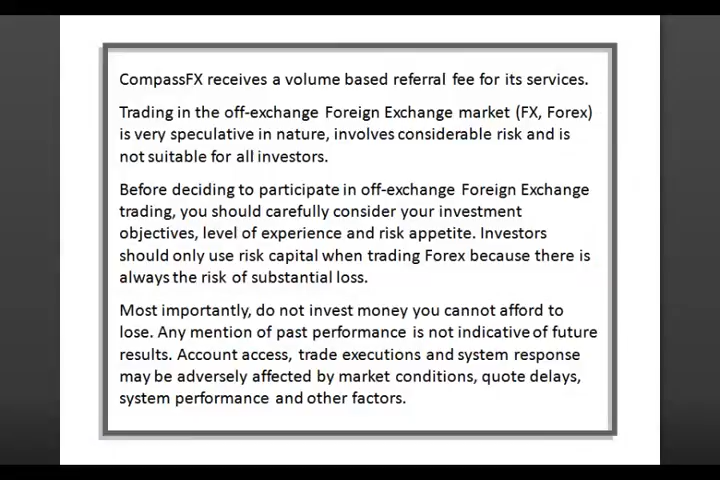 CompassFX receives a volume based referral fee for its services.
Trading in the off-exchange Foreign Exchange market (FX, Forex)
is very speculative in nature, involves considerable risk and is
not suitable for all investors.
Before deciding to participate in off-exchange Foreign Exchange
trading, you should carefully consider your investment
objectives, level of experience and risk appetite. Investors
should only use risk capital when trading Forex because there is
always the risk of substantial loss.
Most importantly, do not invest money you cannot afford to
lose. Any mention of past performance is not indicative of future
results. Account access, trade executions and system response
may be adversely affected by market conditions, quote delays,
system performance and other factors.